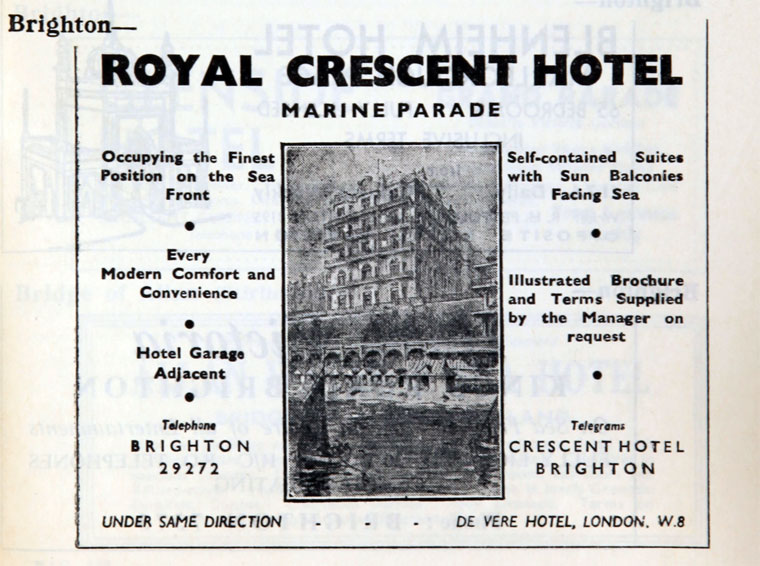 Brighton—
ROYAL CRESCENT HOTEL
MARINE PARADE
Occupying the Finest
Position on the Sea
Front
●
Every
Modern Comfort and
Convenience
●
Hotel Garage
Adjacent
●
Telephone
BRIGHTON
29272
Self-contained Suites
with Sun Balconies
Facing Sea
●
Illustrated Brochure
and Terms Supplied
by the Manager on
request
●
Telegrams
CRESCENT HOTEL
BRIGHTON
UNDER SAME DIRECTION - - - DE VERE HOTEL, LONDON. W.8